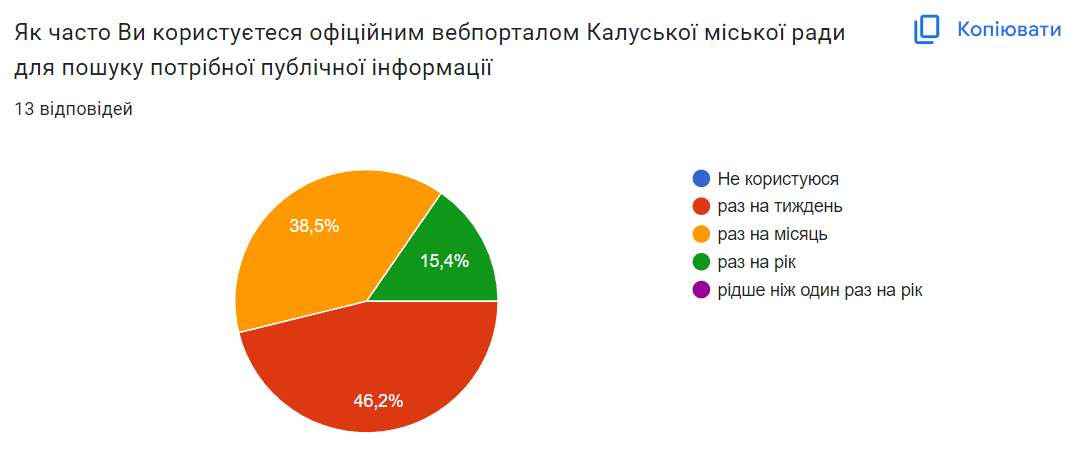 Як часто Ви користуєтеся офіційним вебпорталом Калуської міської ради
для пошуку потрібної публічної інформації
Копіювати
13 відповідей
38,5%
15,4%
46,2%
Не користуюся
раз на тиждень
раз на місяць
раз на рік
рідше ніж один раз на рік